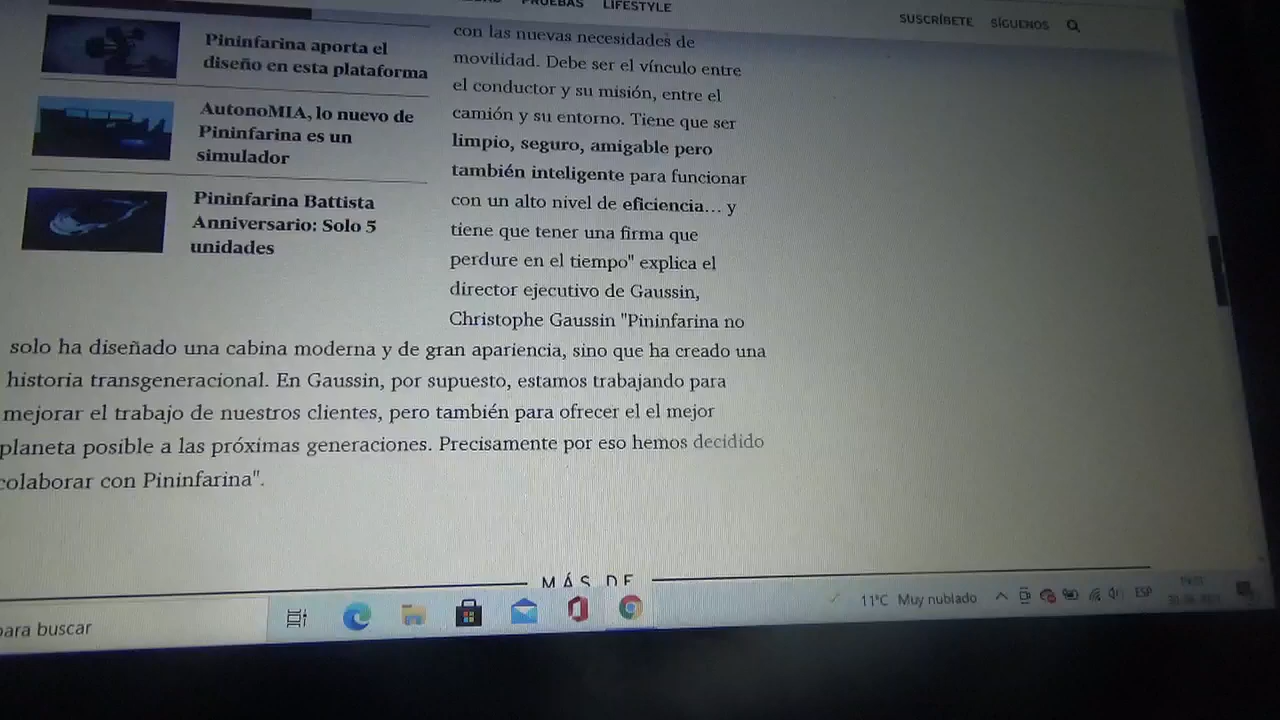 PRUEBAS LIFESTYLE
SUSCRÍBETE SÍGUENOS
Pininfarina aporta el
diseño en esta plataforma
AutonoMIA, lo nuevo de
Pininfarina es un
simulador
Pininfarina Battista
Anniversario: Solo 5
unidades
con las nuevas necesidades de
movilidad. Debe ser el vínculo entre
el conductor y su misión, entre el
camión y su entorno. Tiene que ser
limpio, seguro, amigable pero
también inteligente para funcionar
con un alto nivel de eficiencia... y
tiene que tener una firma que
perdure en el tiempo" explica el
director ejecutivo de Gaussin,
Christophe Gaussin "Pininfarina no
solo ha diseñado una cabina moderna y de gran apariencia, sino que ha creado una
historia transgeneracional. En Gaussin, por supuesto, estamos trabajando para
mejorar el trabajo de nuestros clientes, pero también para ofrecer el el mejor
planeta posible a las próximas generaciones. Precisamente por eso hemos decidido
colaborar con Pininfarina".
MÁS DE
para buscar
11°C Muy nublado
ESP